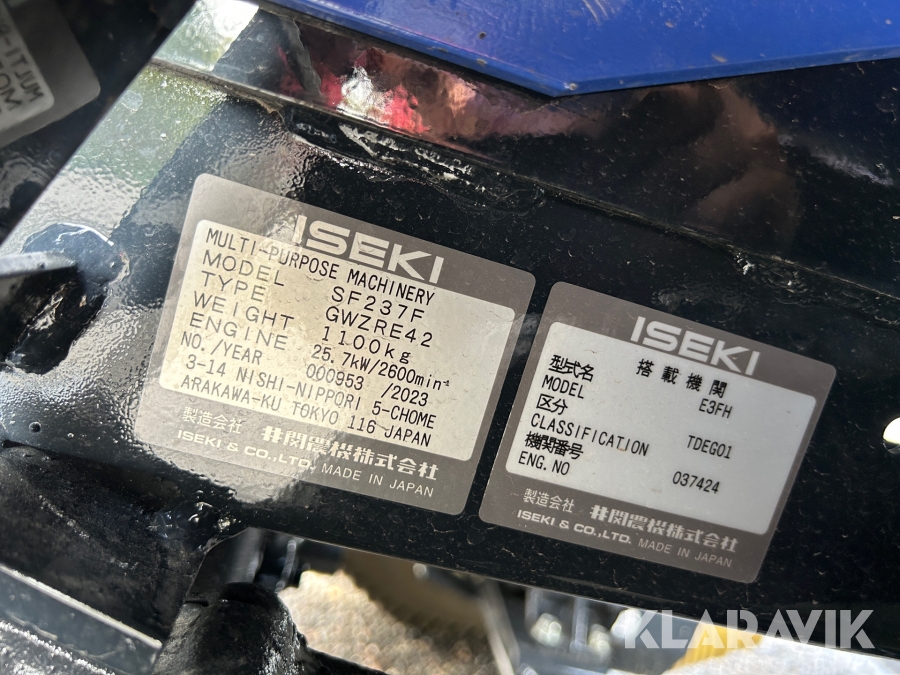 MULTI-P
MOD
ISEKI
MULTI-PURPOSE MACHINERY
MODEL SF237F
TYPE GWZRE42
WEIGHT 1100kg
ENGINE 25.7kW/2600min⁻¹
NO./YEAR 000953 /2023
3-14 NISHI-NIPPORI 5-CHOME
ARAKAWA-KU TOKYO 116 JAPAN
製造会社 井関農機株式会社
ISEKI & CO.,LTD. MADE IN JAPAN
ISEKI
型式名 搭載機関
MODEL E3FH
区分
CLASSIFICATION TDEG01
機関番号
ENG.NO 037424
製造会社 井関農機株式会社
ISEKI & CO.,LTD. MADE IN JAPAN
KLARAVIK